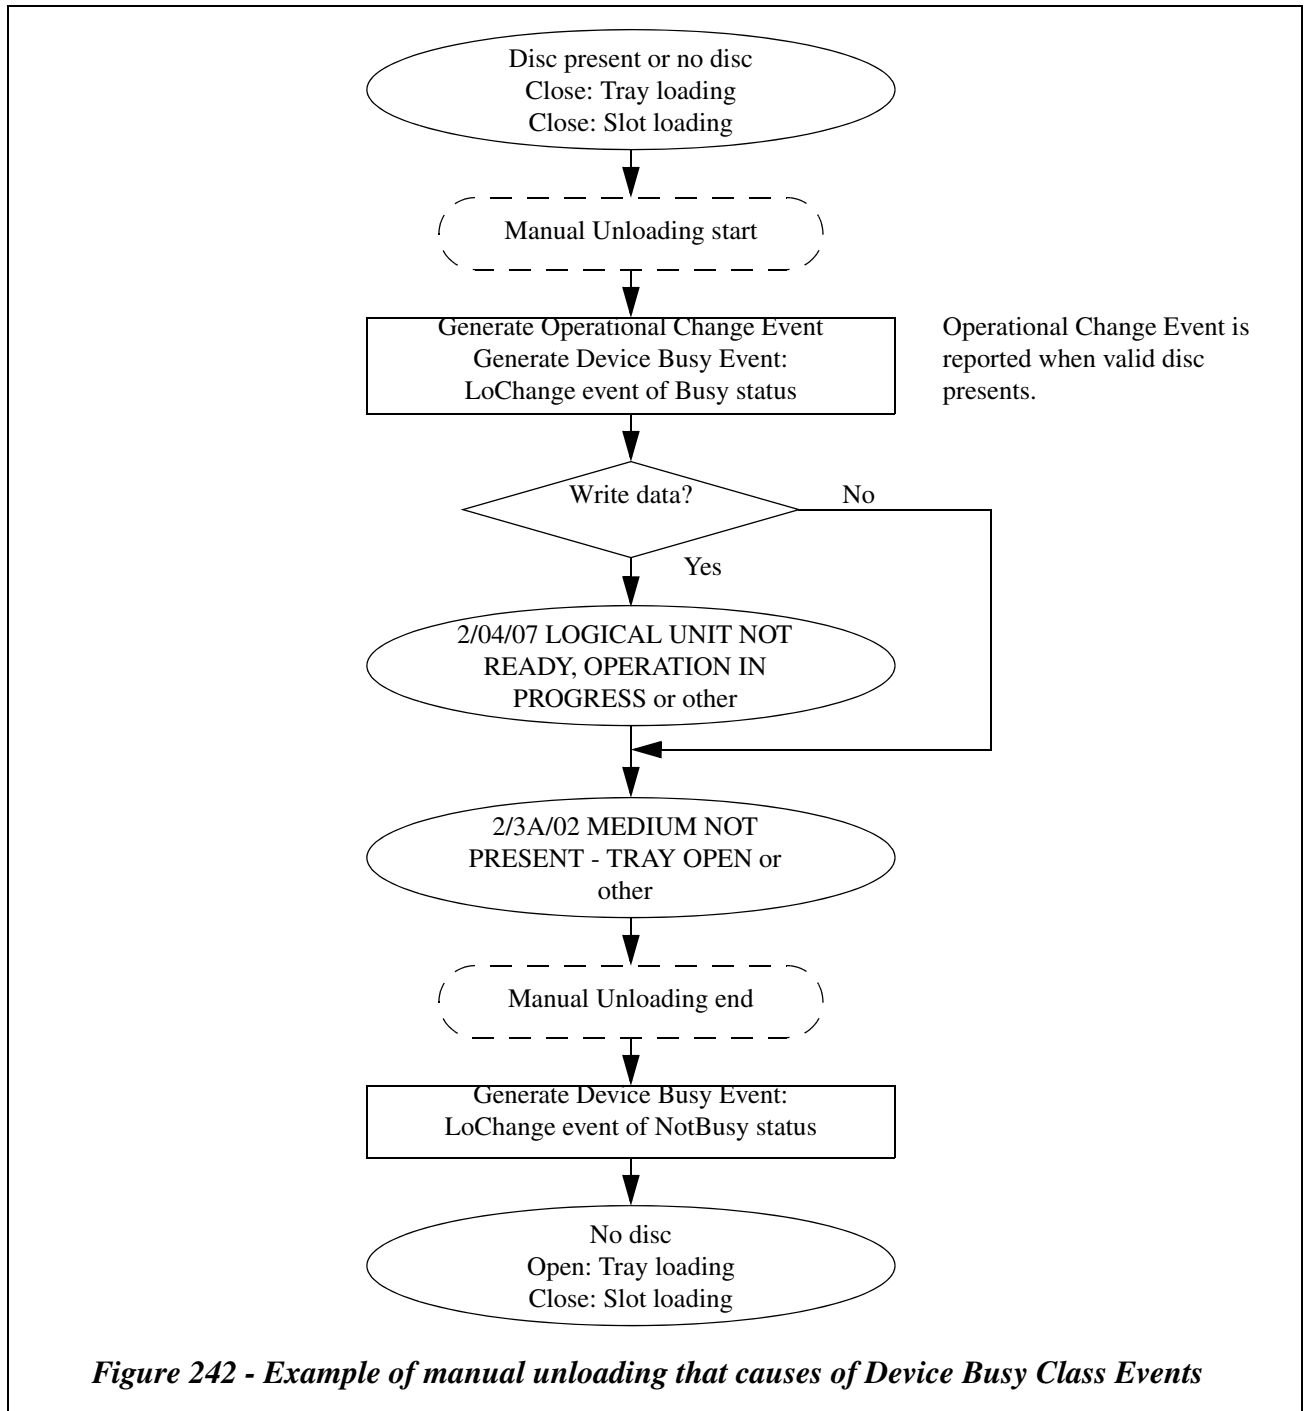 Disc present or no disc
Close: Tray loading
Close: Slot loading
Manual Unloading start
Generate Operational Change Event
Generate Device Busy Event:
LoChange event of Busy status
Operational Change Event is
reported when valid disc
presents.
Write data?
No
Yes
2/04/07 LOGICAL UNIT NOT
READY, OPERATION IN
PROGRESS or other
2/3A/02 MEDIUM NOT
PRESENT - TRAY OPEN or
other
Manual Unloading end
Generate Device Busy Event:
LoChange event of NotBusy status
No disc
Open: Tray loading
Close: Slot loading
Figure 242 - Example of manual unloading that causes of Device Busy Class Events